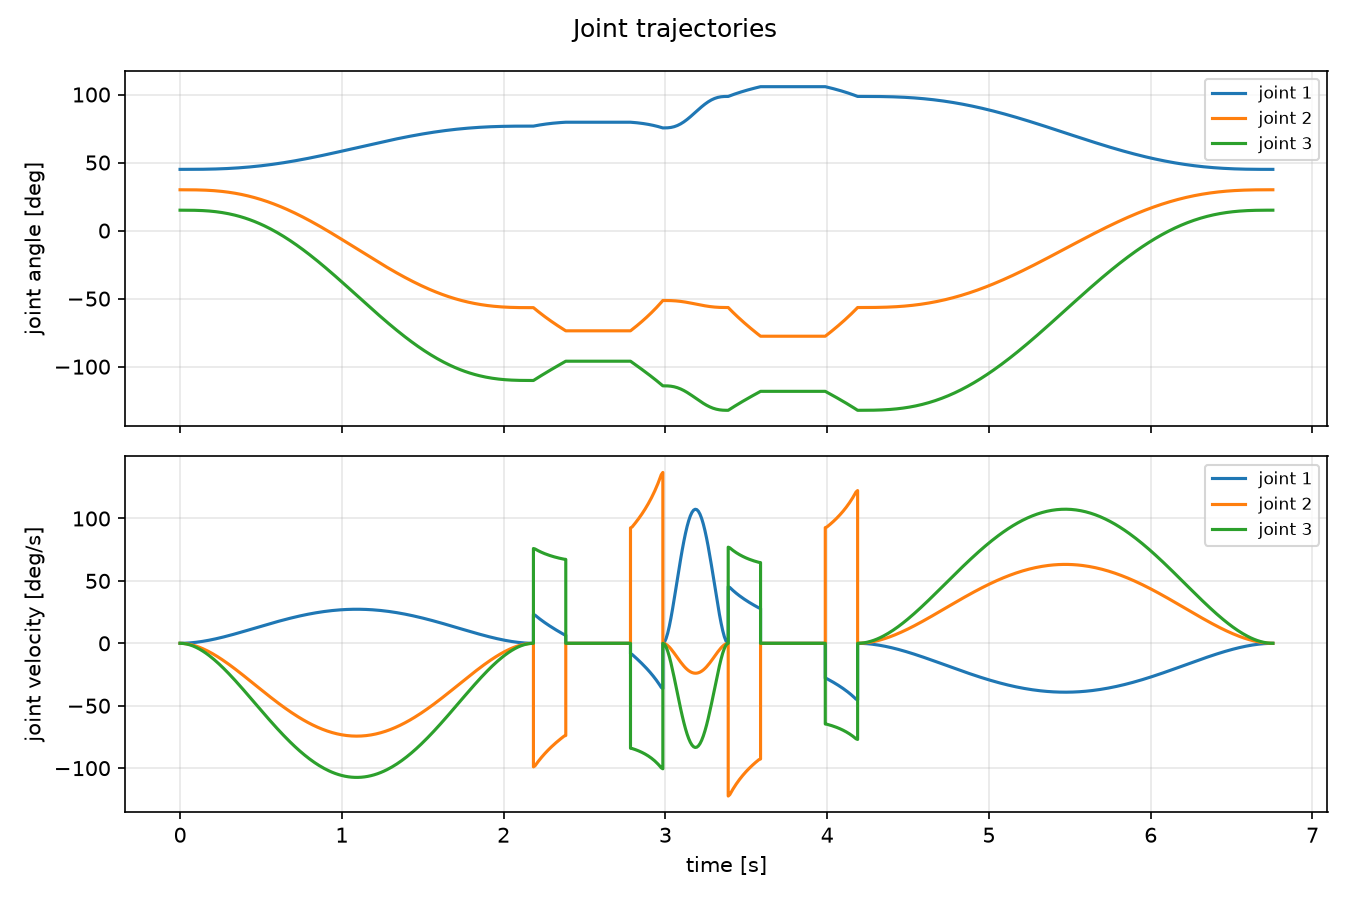 Joint trajectories
joint angle [deg]
100
50
0
−50
−100
joint 1
joint 2
joint 3
joint velocity [deg/s]
100
50
0
−50
−100
joint 1
joint 2
joint 3
0 1 2 3 4 5 6 7
time [s]